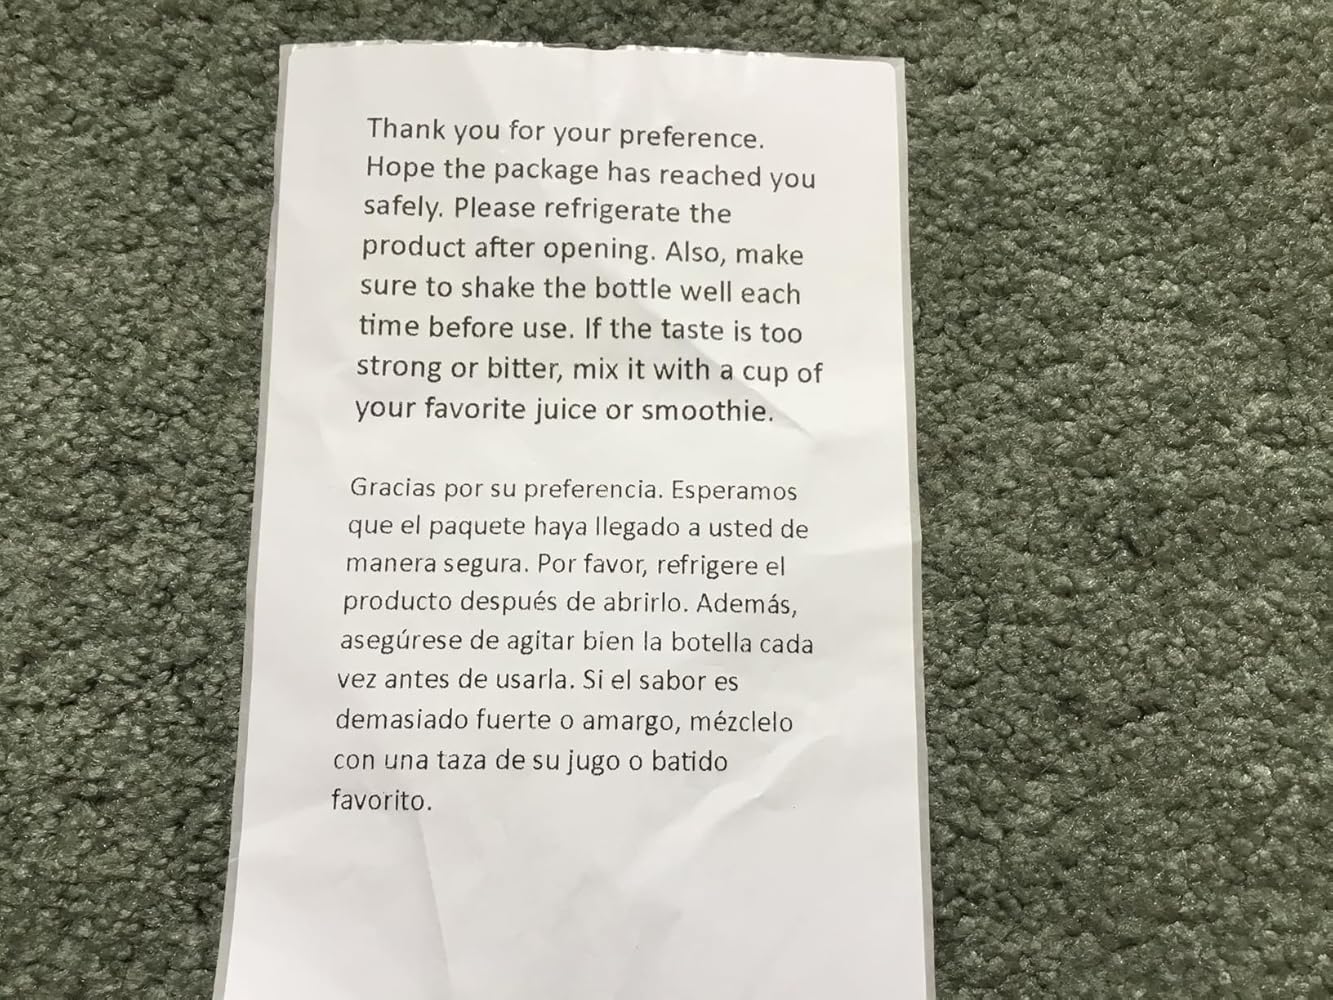 Thank you for your preference.
Hope the package has reached you
safely. Please refrigerate the
product after opening. Also, make
sure to shake the bottle well each
time before use. If the taste is too
strong or bitter, mix it with a cup of
your favorite juice or smoothie.
Gracias por su preferencia. Esperamos
que el paquete haya llegado a usted de
manera segura. Por favor, refrigere el
producto después de abrirlo. Además,
asegúrese de agitar bien la botella cada
vez antes de usarla. Si el sabor es
demasiado fuerte o amargo, mézclelo
con una taza de su jugo o batido
favorito.